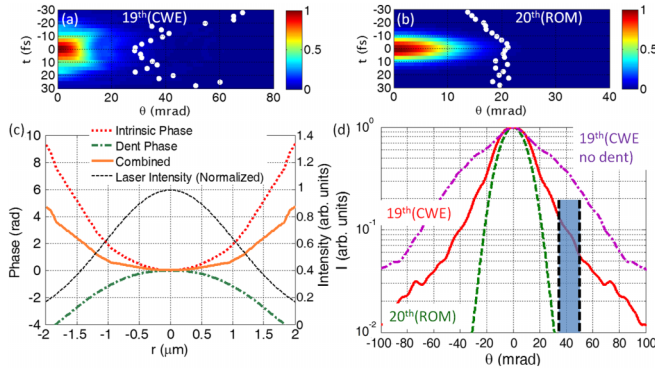 (a) 19th(CWE)
(b) 20th(ROM)
-30
-20
-10
0
10
20
30
t (fs)
0 20 40 60 80
θ (mrad)
1
0.5
0
-30
-20
-10
0
10
20
30
t (fs)
0 10 20 30 40
θ (mrad)
1
0.5
0
(c)
Intrinsic Phase
Dent Phase
Combined
Laser Intensity (Normalized)
10
8
6
4
2
0
-2
-4
Phase (rad)
1.4
1.2
1
0.8
0.6
0.4
0.2
0
Intensity (arb. units)
-2 -1.5 -1 -0.5 0 0.5 1 1.5 2
r (μm)
(d)
19th(CWE
no dent)
19th(CWE)
20th(ROM)
10^0
10^-1
10^-2
I (arb. units)
-100 -80 -60 -40 -20 0 20 40 60 80 100
θ (mrad)